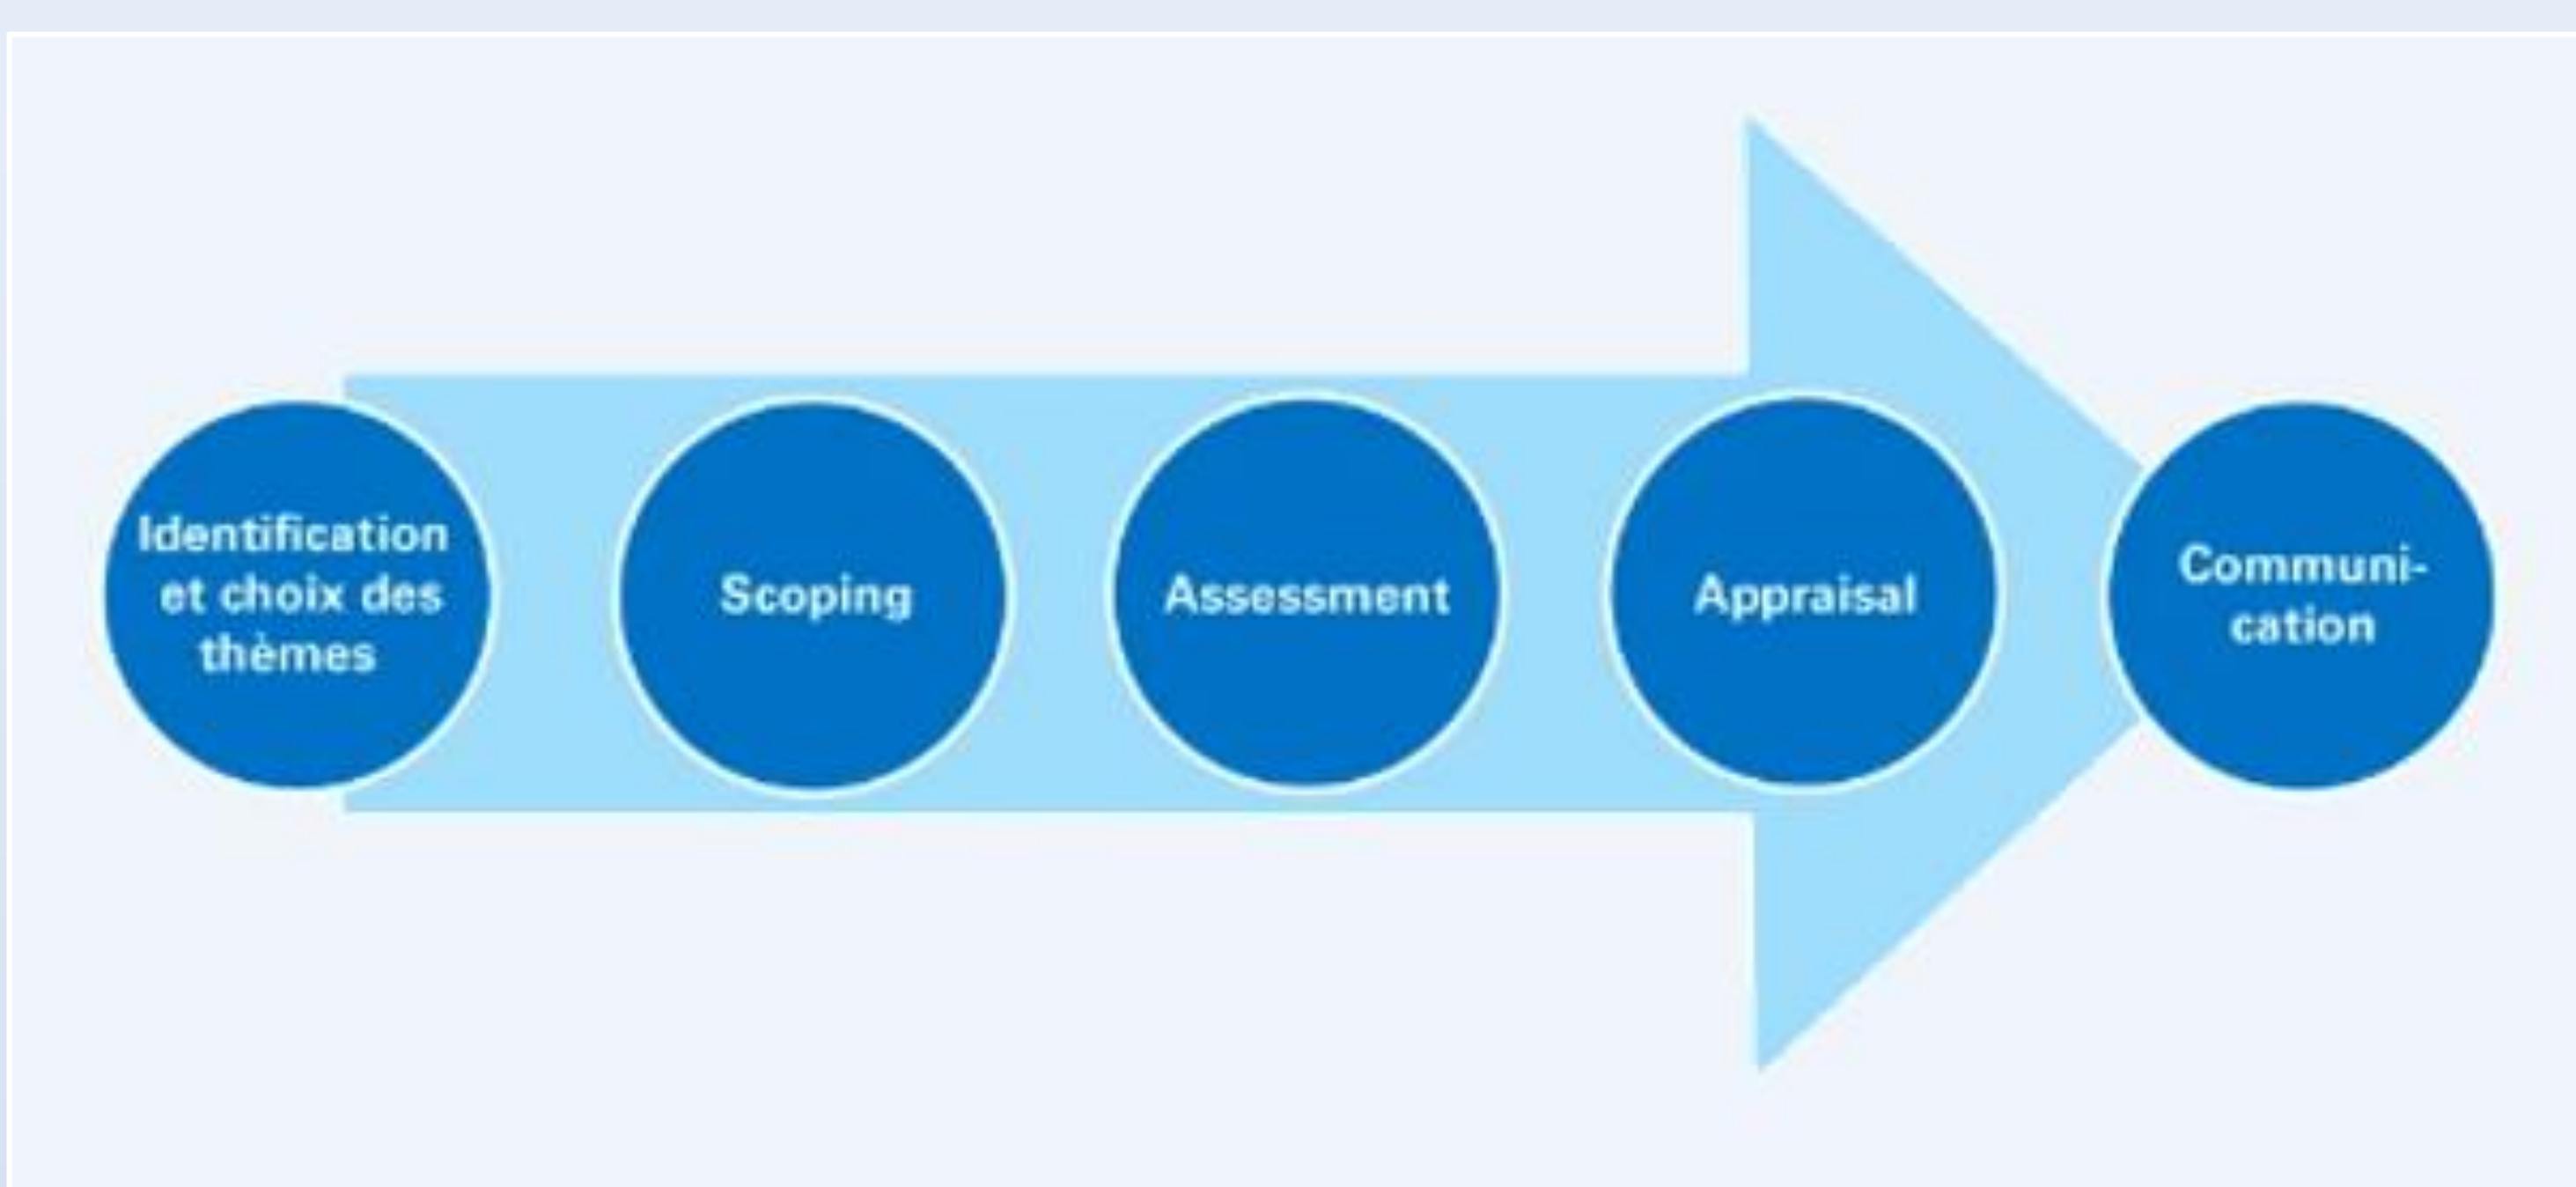 Identification
et choix des
thèmes
Scoping
Assessment
Appraisal
Communi-
cation